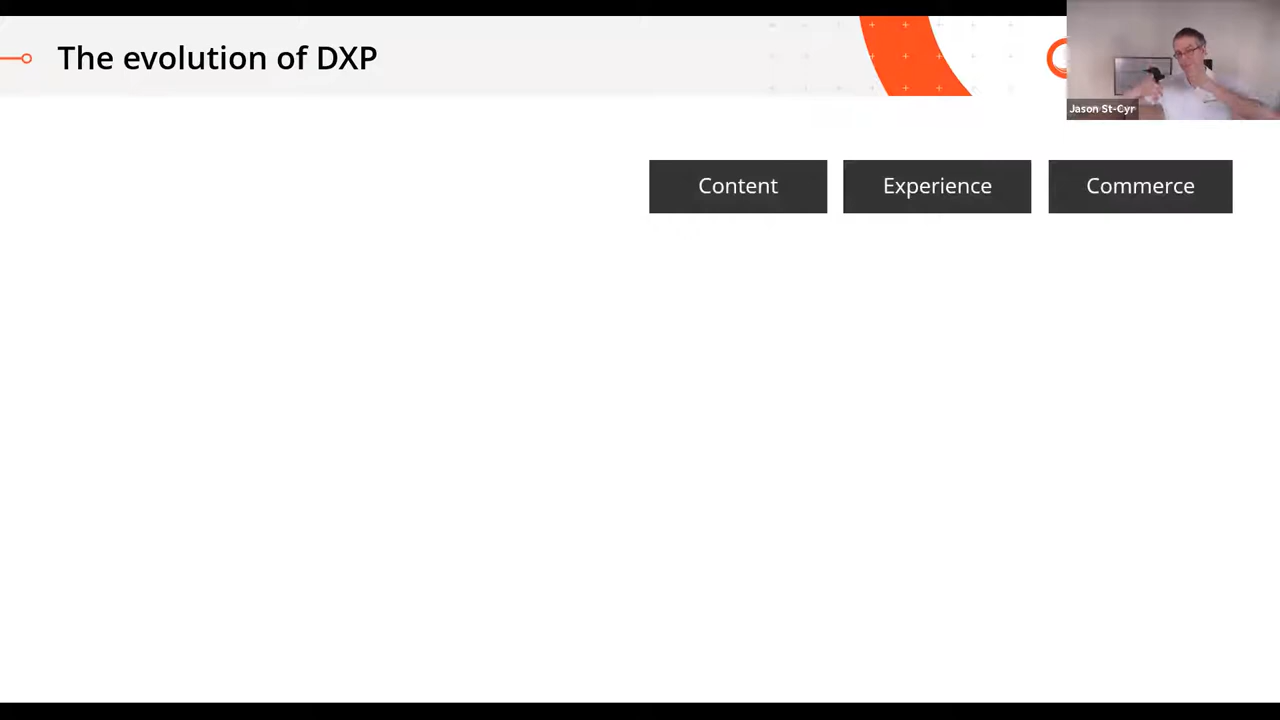 The evolution of DXP
Jason St-Cyr
Content
Experience
Commerce